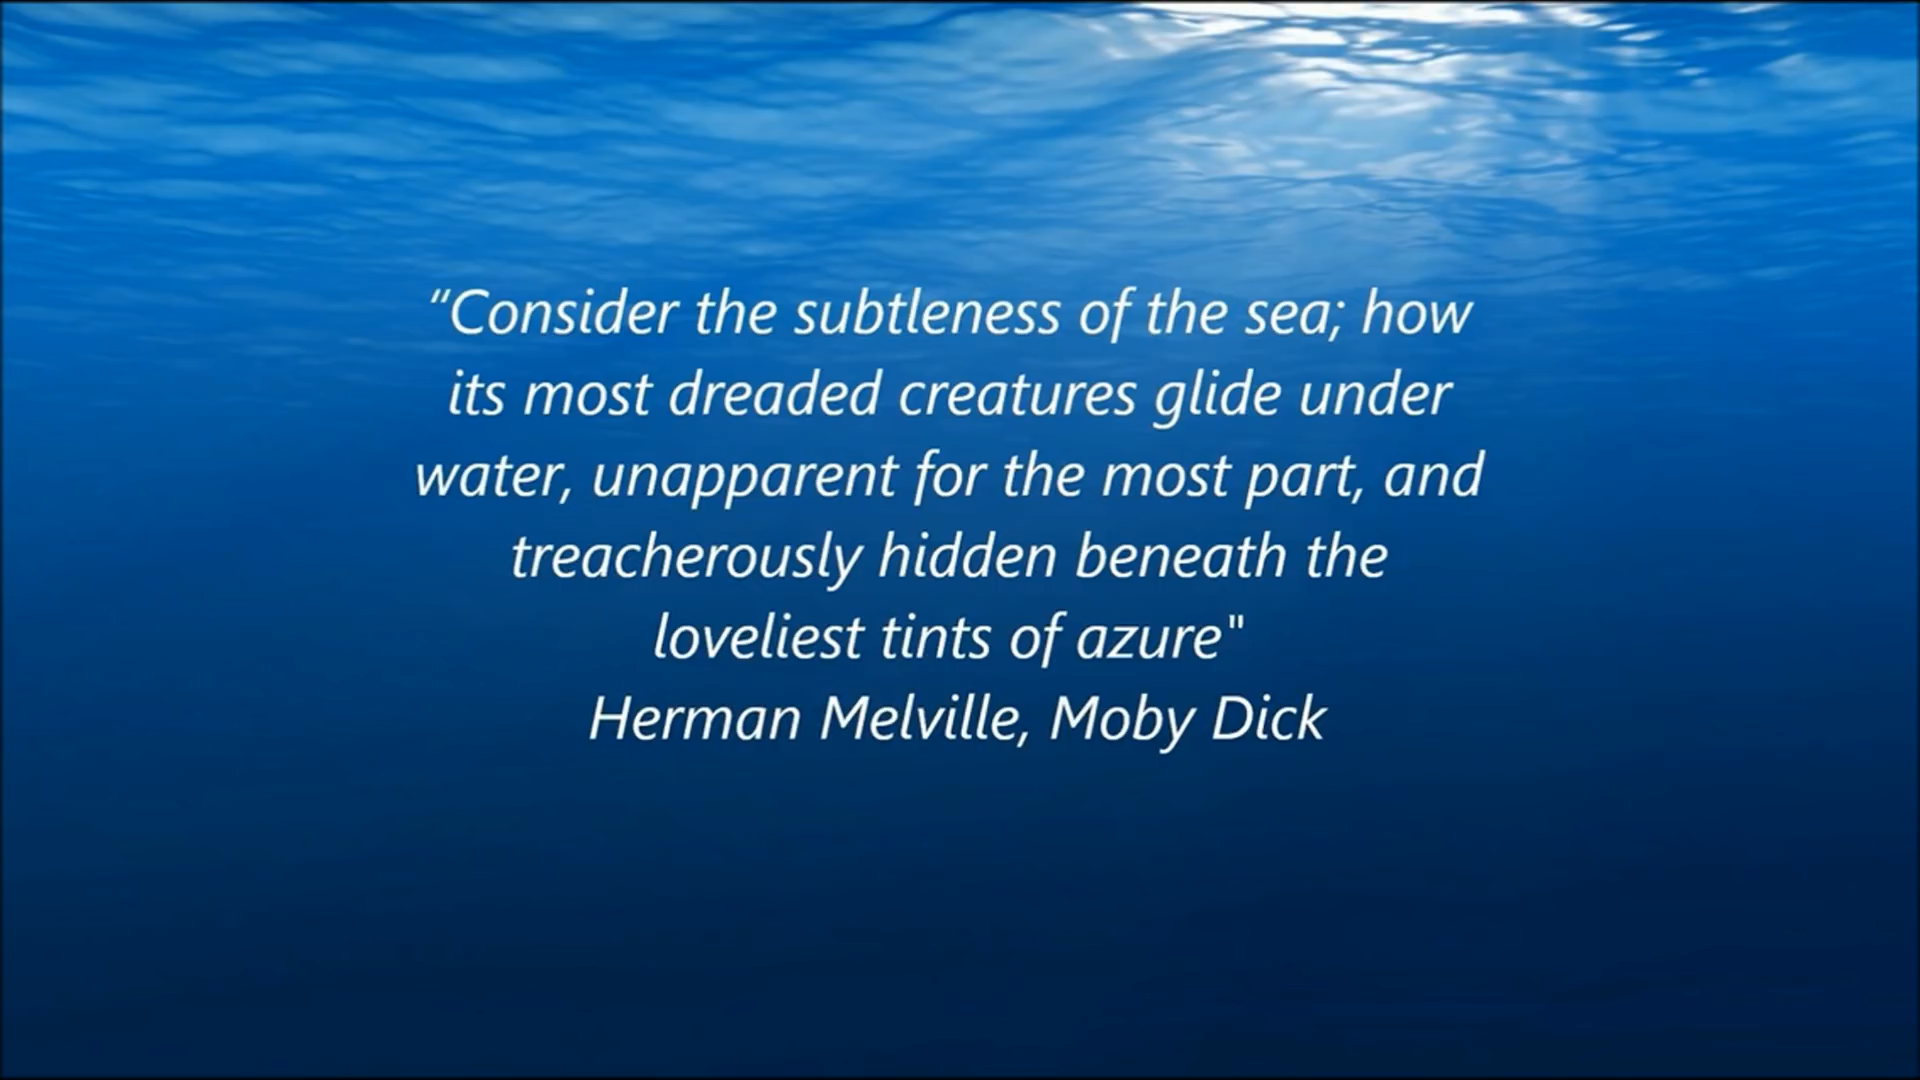 “Consider the subtleness of the sea; how
its most dreaded creatures glide under
water, unapparent for the most part, and
treacherously hidden beneath the
loveliest tints of azure"
Herman Melville, Moby Dick